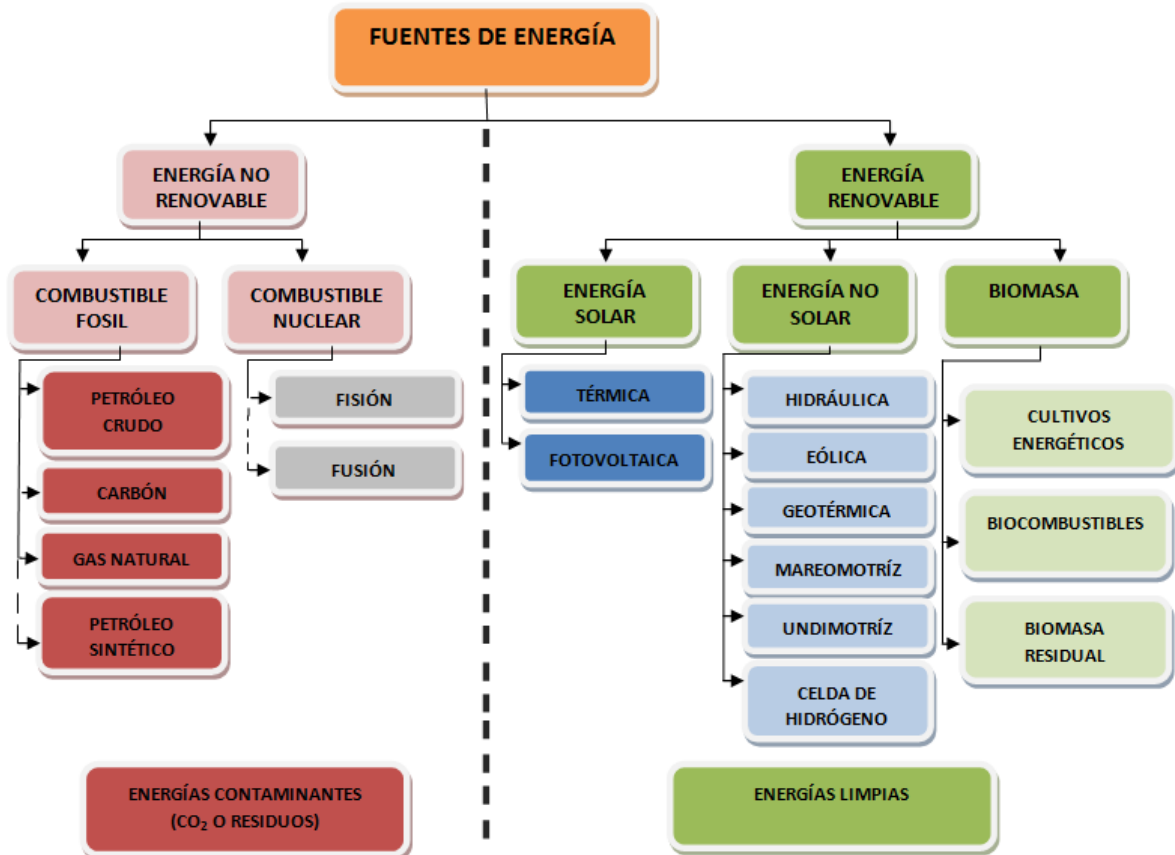 FUENTES DE ENERGÍA
ENERGÍA NO
RENOVABLE
ENERGÍA
RENOVABLE
COMBUSTIBLE
FOSIL
COMBUSTIBLE
NUCLEAR
ENERGÍA
SOLAR
ENERGÍA NO
SOLAR
BIOMASA
PETRÓLEO
CRUDO
CARBÓN
GAS NATURAL
PETRÓLEO
SINTÉTICO
FISIÓN
FUSIÓN
TÉRMICA
FOTOVOLTAICA
HIDRÁULICA
EÓLICA
GEOTÉRMICA
MAREOMOTRÍZ
UNDIMOTRÍZ
CELDA DE
HIDRÓGENO
CULTIVOS
ENERGÉTICOS
BIOCOMBUSTIBLES
BIOMASA
RESIDUAL
ENERGÍAS CONTAMINANTES
(CO₂ O RESIDUOS)
ENERGÍAS LIMPIAS